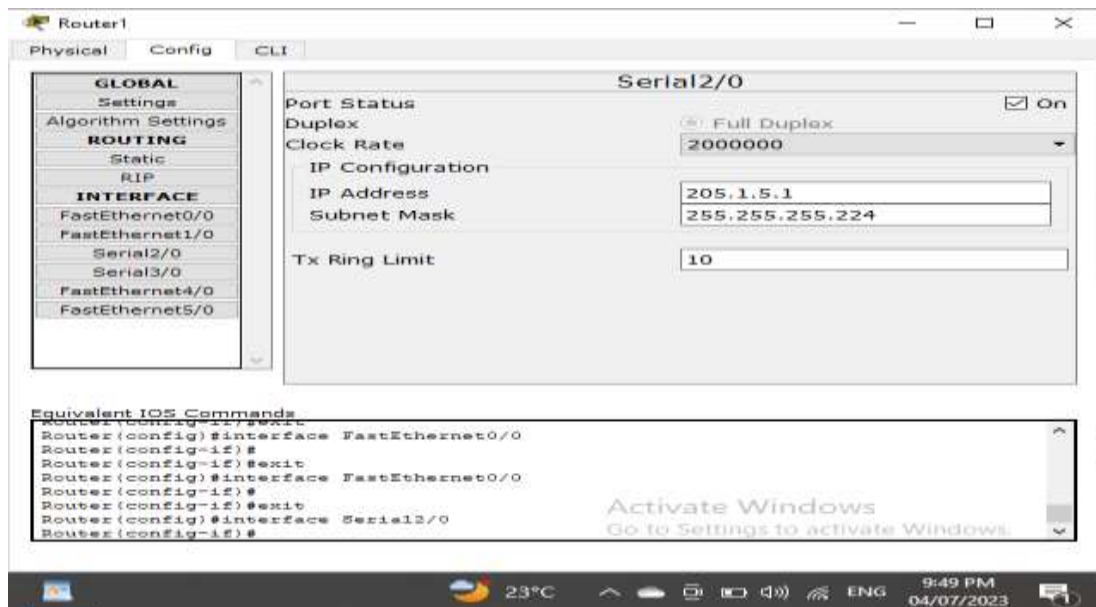 Router1
Physical Config CLI
GLOBAL
Settings
Algorithm Settings
ROUTING
Static
RIP
INTERFACE
FastEthernet0/0
FastEthernet1/0
Serial2/0
Serial3/0
FastEthernet4/0
FastEthernet5/0
Serial2/0
Port Status On
Duplex Full Duplex
Clock Rate 2000000
IP Configuration
IP Address 205.1.5.1
Subnet Mask 255.255.255.224
Tx Ring Limit 10
Equivalent IOS Commands
Router(config-if)#exit
Router(config)#interface FastEthernet0/0
Router(config-if)#
Router(config-if)#exit
Router(config)#interface FastEthernet0/0
Router(config-if)#
Router(config-if)#exit
Router(config)#interface Serial2/0
Router(config-if)#
Activate Windows
Go to Settings to activate Windows.
23°C ENG 9:49 PM
04/07/2023
1